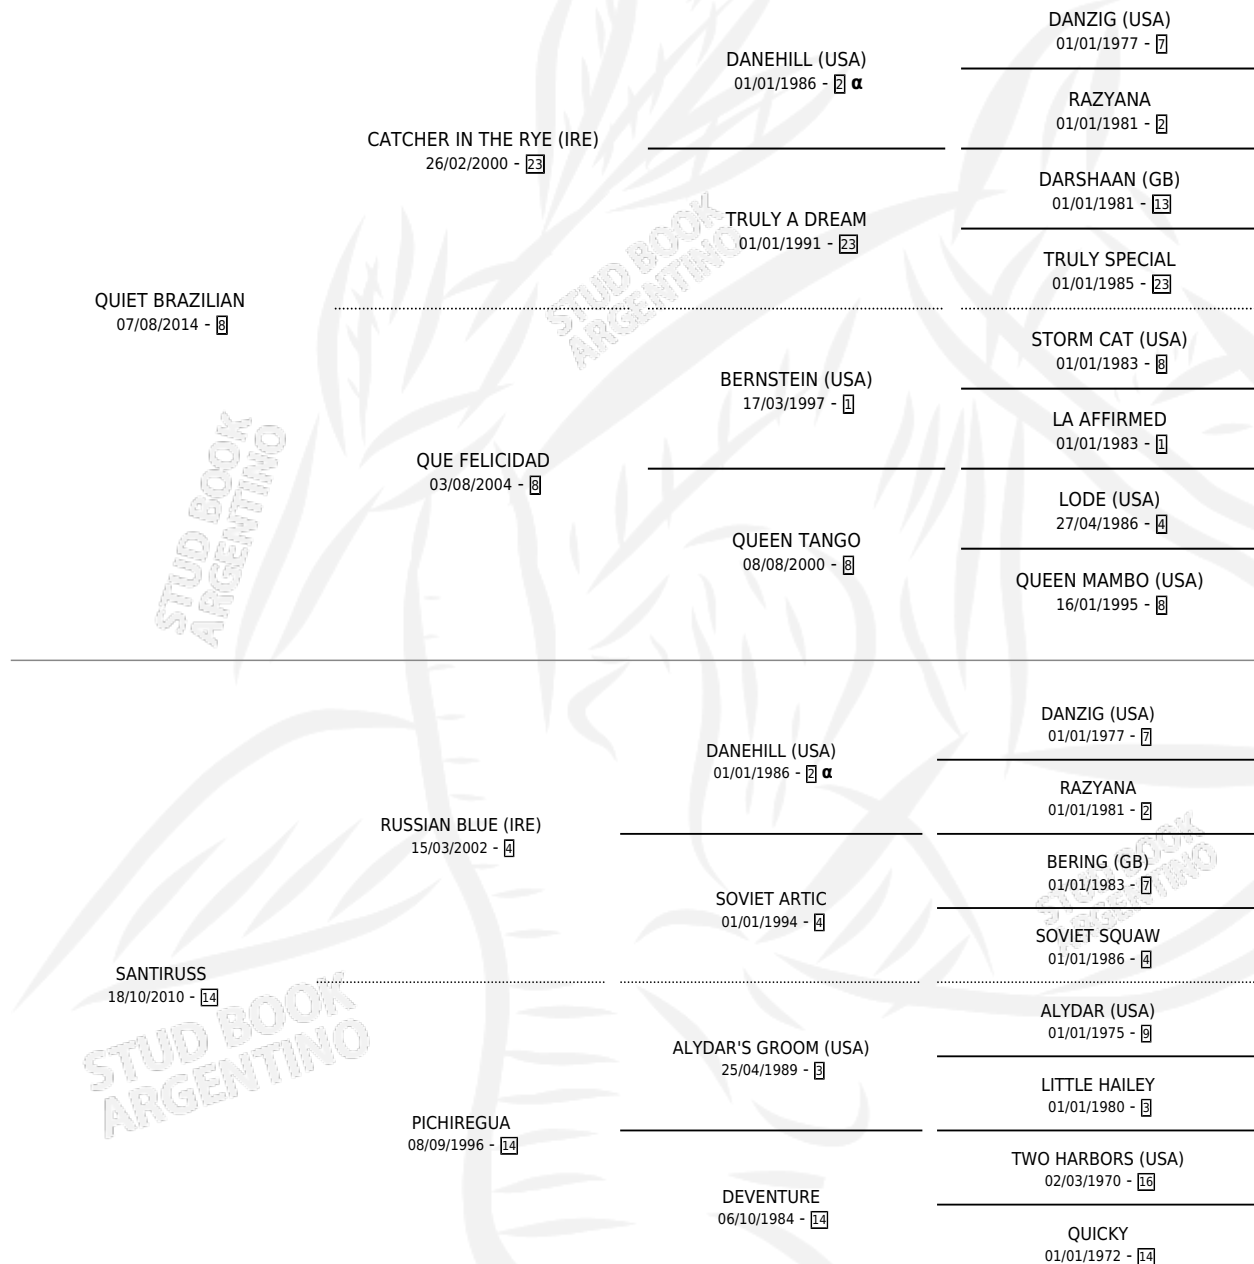 DANZIG (USA)
01/01/1977 - 7
DANEHILL (USA)
01/01/1986 - 2 α
RAZYANA
01/01/1981 - 2
CATCHER IN THE RYE (IRE)
26/02/2000 - 23
DARSHAAN (GB)
01/01/1981 - 13
TRULY A DREAM
01/01/1991 - 23
TRULY SPECIAL
01/01/1985 - 23
QUIET BRAZILIAN
07/08/2014 - 8
STORM CAT (USA)
01/01/1983 - 8
BERNSTEIN (USA)
17/03/1997 - 1
LA AFFIRMED
01/01/1983 - 1
QUE FELICIDAD
03/08/2004 - 8
LODE (USA)
27/04/1986 - 4
QUEEN TANGO
08/08/2000 - 8
QUEEN MAMBO (USA)
16/01/1995 - 8
STUD BOOK
ARGENTINO
STUD BOOK
ARGENTINO
DANZIG (USA)
01/01/1977 - 7
DANEHILL (USA)
01/01/1986 - 2 α
RAZYANA
01/01/1981 - 2
RUSSIAN BLUE (IRE)
15/03/2002 - 4
BERING (GB)
01/01/1983 - 7
SOVIET ARTIC
01/01/1994 - 4
SOVIET SQUAW
01/01/1986 - 4
SANTIRUSS
18/10/2010 - 14
ALYDAR (USA)
01/01/1975 - 9
ALYDAR'S GROOM (USA)
25/04/1989 - 3
LITTLE HAILEY
01/01/1980 - 3
PICHIREGUA
08/09/1996 - 14
TWO HARBORS (USA)
02/03/1970 - 16
DEVENTURE
06/10/1984 - 14
QUICKY
01/01/1972 - 14
STUD BOOK
ARGENTINO
STUD BOOK
ARGENTINO